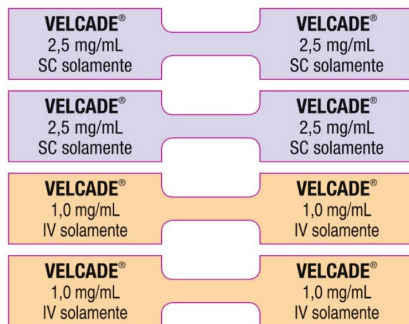 VELCADE® VELCADE®
2,5 mg/mL 2,5 mg/mL
SC solamente SC solamente
VELCADE® VELCADE®
2,5 mg/mL 2,5 mg/mL
SC solamente SC solamente
VELCADE® VELCADE®
1,0 mg/mL 1,0 mg/mL
IV solamente IV solamente
VELCADE® VELCADE®
1,0 mg/mL 1,0 mg/mL
IV solamente IV solamente